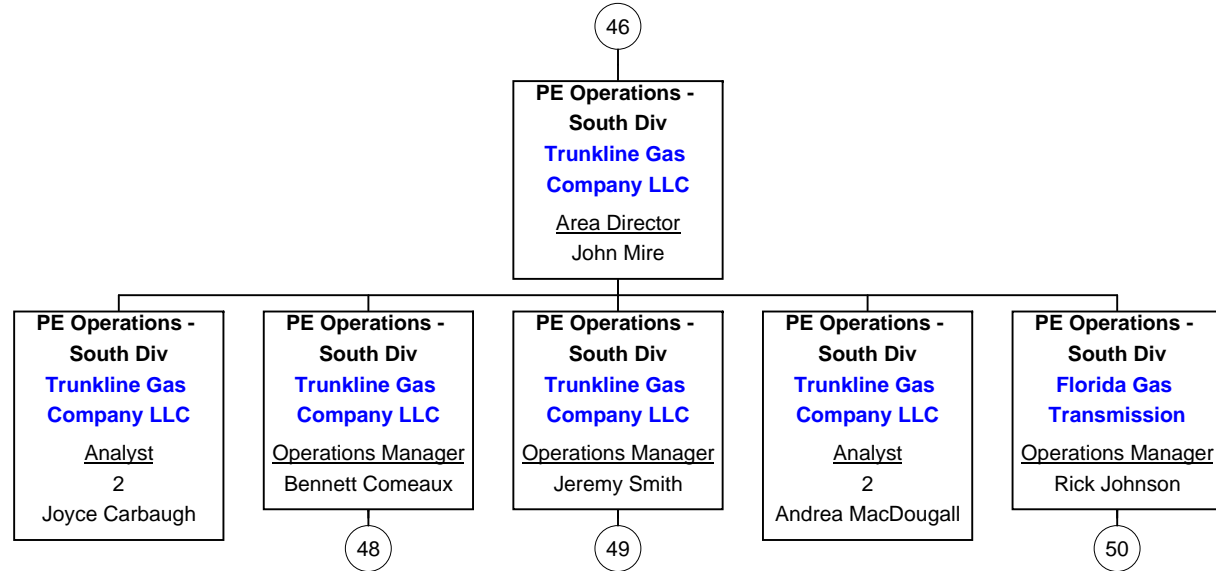 46
PE Operations -
South Div
Trunkline Gas
Company LLC
Area Director
John Mire
PE Operations -
South Div
Trunkline Gas
Company LLC
Analyst
2
Joyce Carbaugh
PE Operations -
South Div
Trunkline Gas
Company LLC
Operations Manager
Bennett Comeaux
48
PE Operations -
South Div
Trunkline Gas
Company LLC
Operations Manager
Jeremy Smith
49
PE Operations -
South Div
Trunkline Gas
Company LLC
Analyst
2
Andrea MacDougall
PE Operations -
South Div
Florida Gas
Transmission
Operations Manager
Rick Johnson
50